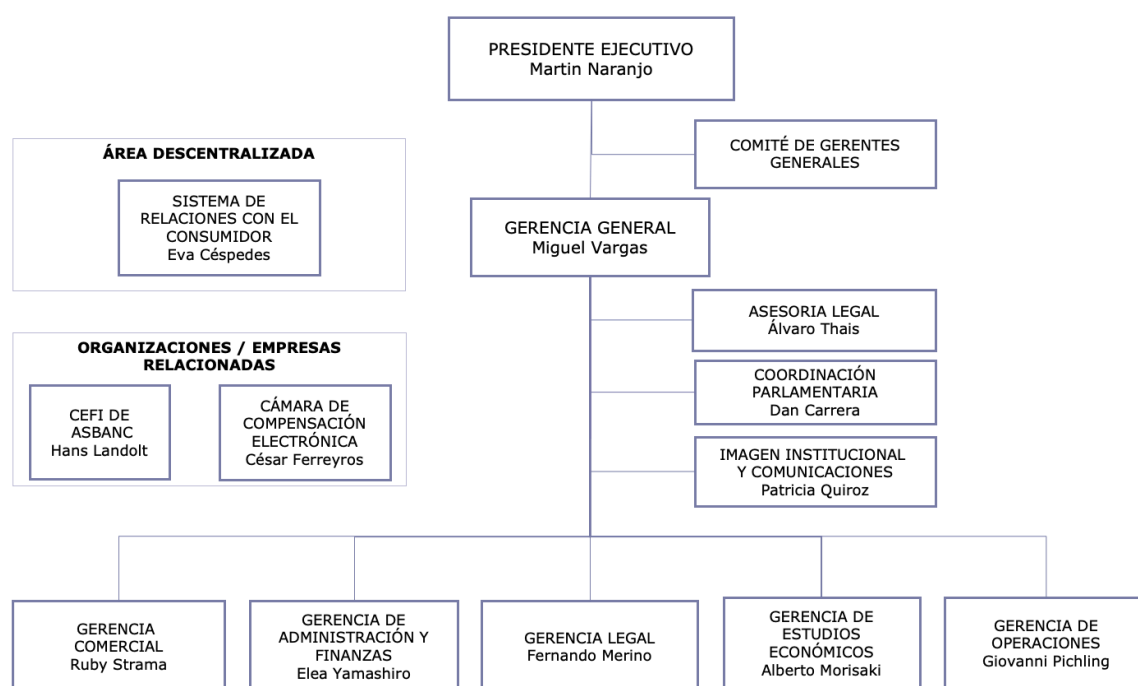 PRESIDENTE EJECUTIVO
Martin Naranjo
COMITÉ DE GERENTES
GENERALES
ÁREA DESCENTRALIZADA
SISTEMA DE
RELACIONES CON EL
CONSUMIDOR
Eva Céspedes
GERENCIA GENERAL
Miguel Vargas
ASESORIA LEGAL
Álvaro Thais
ORGANIZACIONES / EMPRESAS
RELACIONADAS
CEFI DE
ASBANC
Hans Landolt
CÁMARA DE
COMPENSACIÓN
ELECTRÓNICA
César Ferreyros
COORDINACIÓN
PARLAMENTARIA
Dan Carrera
IMAGEN INSTITUCIONAL
Y COMUNICACIONES
Patricia Quiroz
GERENCIA
COMERCIAL
Ruby Strama
GERENCIA DE
ADMINISTRACIÓN Y
FINANZAS
Elea Yamashiro
GERENCIA LEGAL
Fernando Merino
GERENCIA DE
ESTUDIOS
ECONÓMICOS
Alberto Morisaki
GERENCIA DE
OPERACIONES
Giovanni Pichling